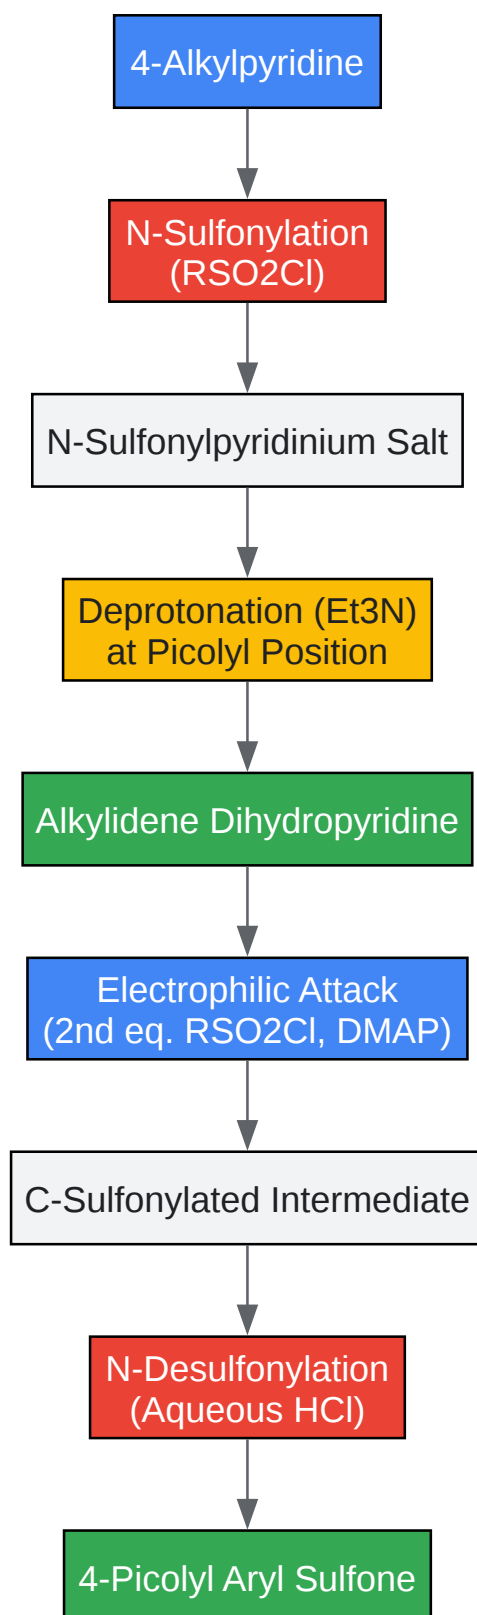 4-Alkylpyridine
N-Sulfonylation
(RSO2Cl)
N-Sulfonylpyridinium Salt
Deprotonation (Et3N)
at Picolyl Position
Alkylidene Dihydropyridine
Electrophilic Attack
(2nd eq. RSO2Cl, DMAP)
C-Sulfonylated Intermediate
N-Desulfonylation
(Aqueous HCl)
4-Picolyl Aryl Sulfone